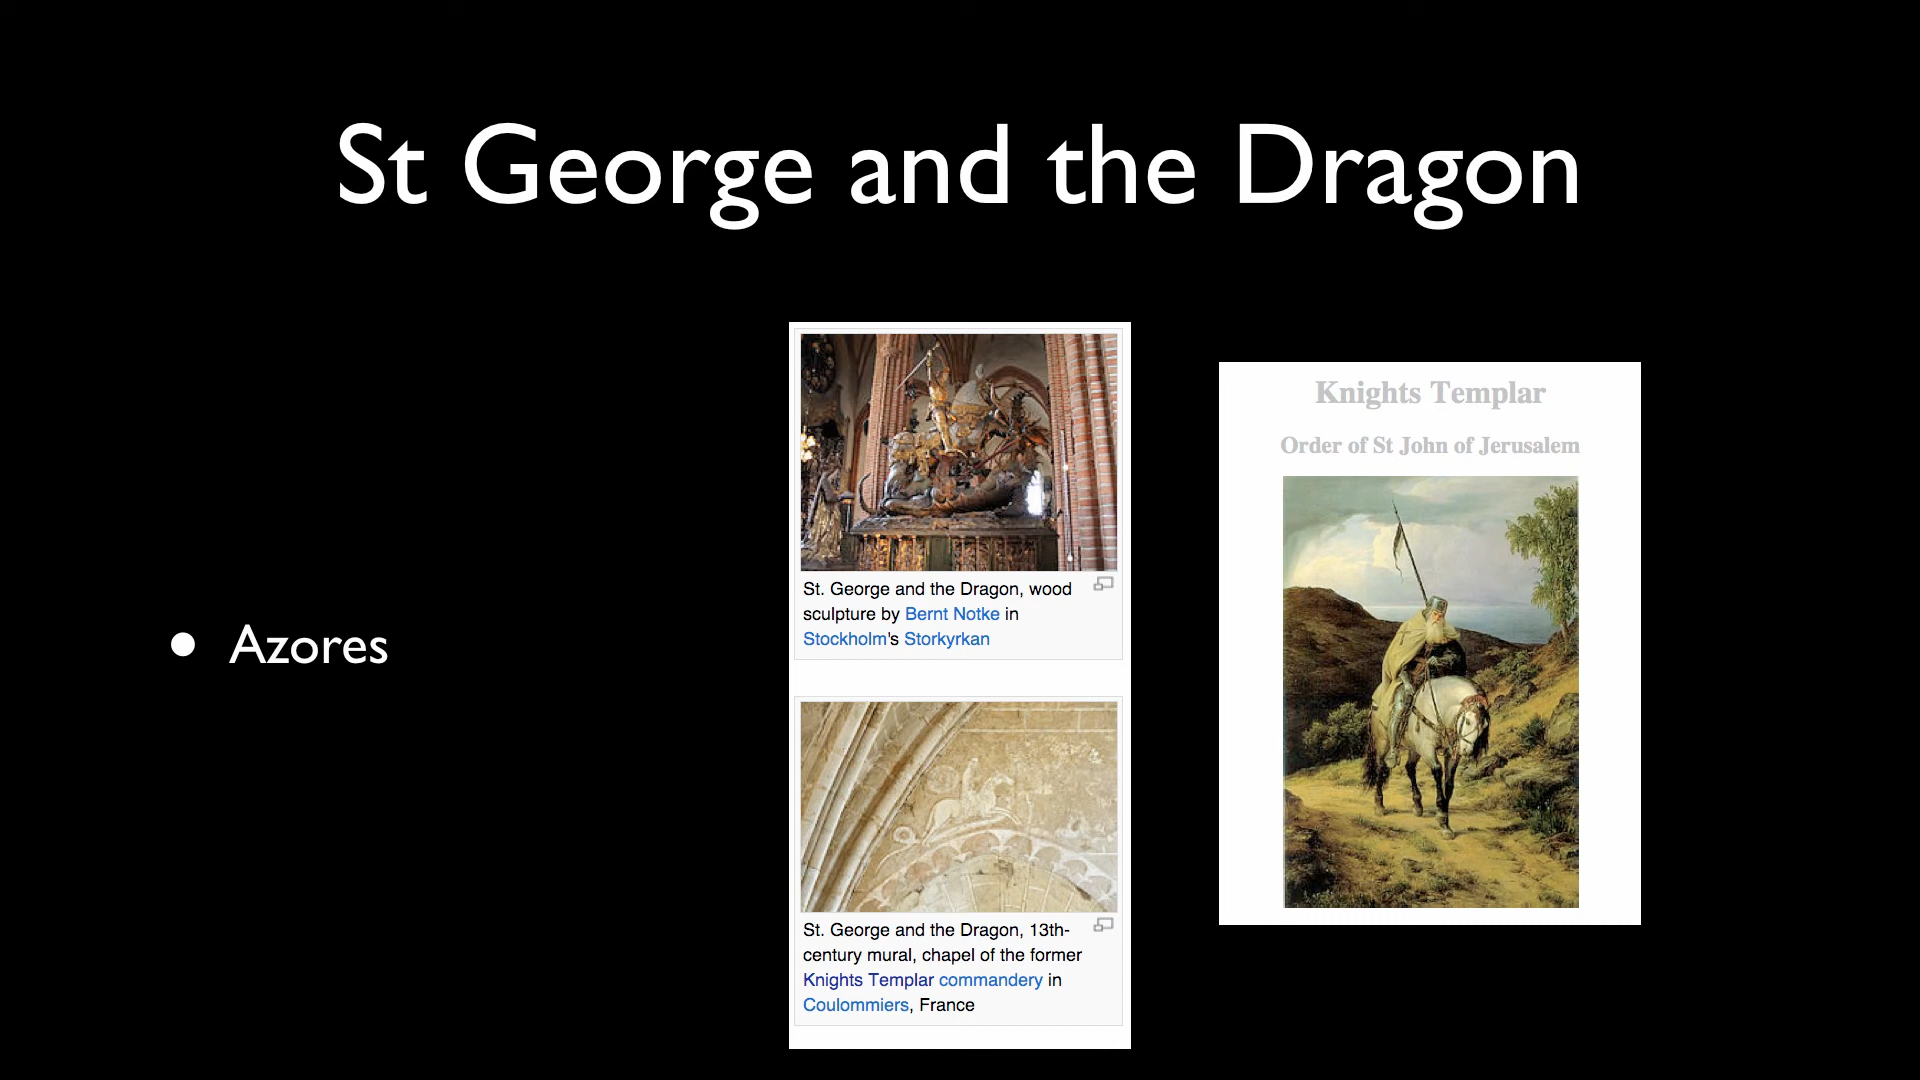 St George and the Dragon
• Azores
St. George and the Dragon, wood
sculpture by Bernt Notke in
Stockholm's Storkyrkan
St. George and the Dragon, 13th-
century mural, chapel of the former
Knights Templar commandery in
Coulommiers, France
Knights Templar
Order of St John of Jerusalem